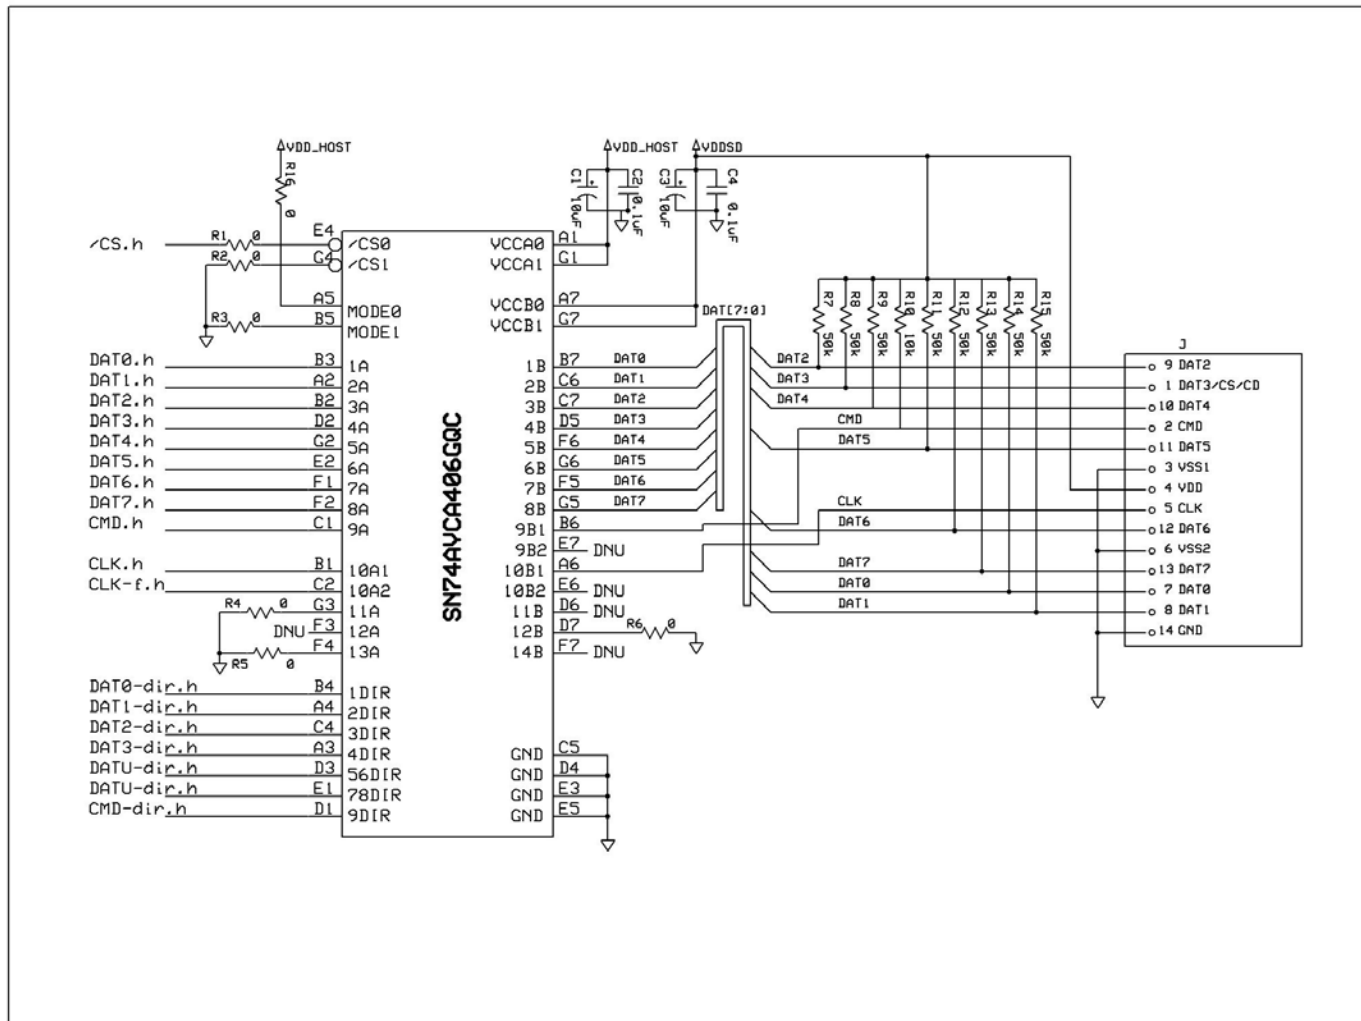 VDD_HOST
R16
0
VDD_HOST
VDDSD
C1
10uF
C2
0.1uF
C3
10uF
C4
0.1uF
/CS.h
R1 0
E4
/CS0
R2 0
G4
/CS1
A5
MODE0
R3 0
B5
MODE1
VCCA0 A1
VCCA1 G1
VCCB0 A7
VCCB1 G7
DAT0.h B3 1A
DAT1.h A2 2A
DAT2.h B2 3A
DAT3.h D2 4A
DAT4.h G2 5A
DAT5.h E2 6A
DAT6.h F1 7A
DAT7.h F2 8A
CMD.h C1 9A
CLK.h B1 10A1
CLK-f.h C2 10A2
R4 0 G3 11A
DNU F3 12A
R5 0 F4 13A
DAT0-dir.h B4 1DIR
DAT1-dir.h A4 2DIR
DAT2-dir.h C4 3DIR
DAT3-dir.h A3 4DIR
DATU-dir.h D3 56DIR
DATU-dir.h E1 78DIR
CMD-dir.h D1 9DIR
SN74AVCA406GQC
1B B7 DAT0
2B C6 DAT1
3B C7 DAT2
4B D5 DAT3
5B F6 DAT4
6B G6 DAT5
7B F5 DAT6
8B G5 DAT7
9B1 B6
9B2 E7 DNU
10B1 A6
10B2 E6 DNU
11B D6 DNU
12B D7 R6 0
14B F7 DNU
GND C5
GND D4
GND E3
GND E5
DAT[7:0]
R7 50k
R8 50k
R9 50k
R10 10k
R11 50k
R12 50k
R13 50k
R14 50k
R15 50k
DAT2
DAT3
DAT4
CMD
DAT5
CLK
DAT6
DAT7
DAT0
DAT1
J
9 DAT2
1 DAT3/CS/CD
10 DAT4
2 CMD
11 DAT5
3 VSS1
4 VDD
5 CLK
12 DAT6
6 VSS2
13 DAT7
7 DAT0
8 DAT1
14 GND